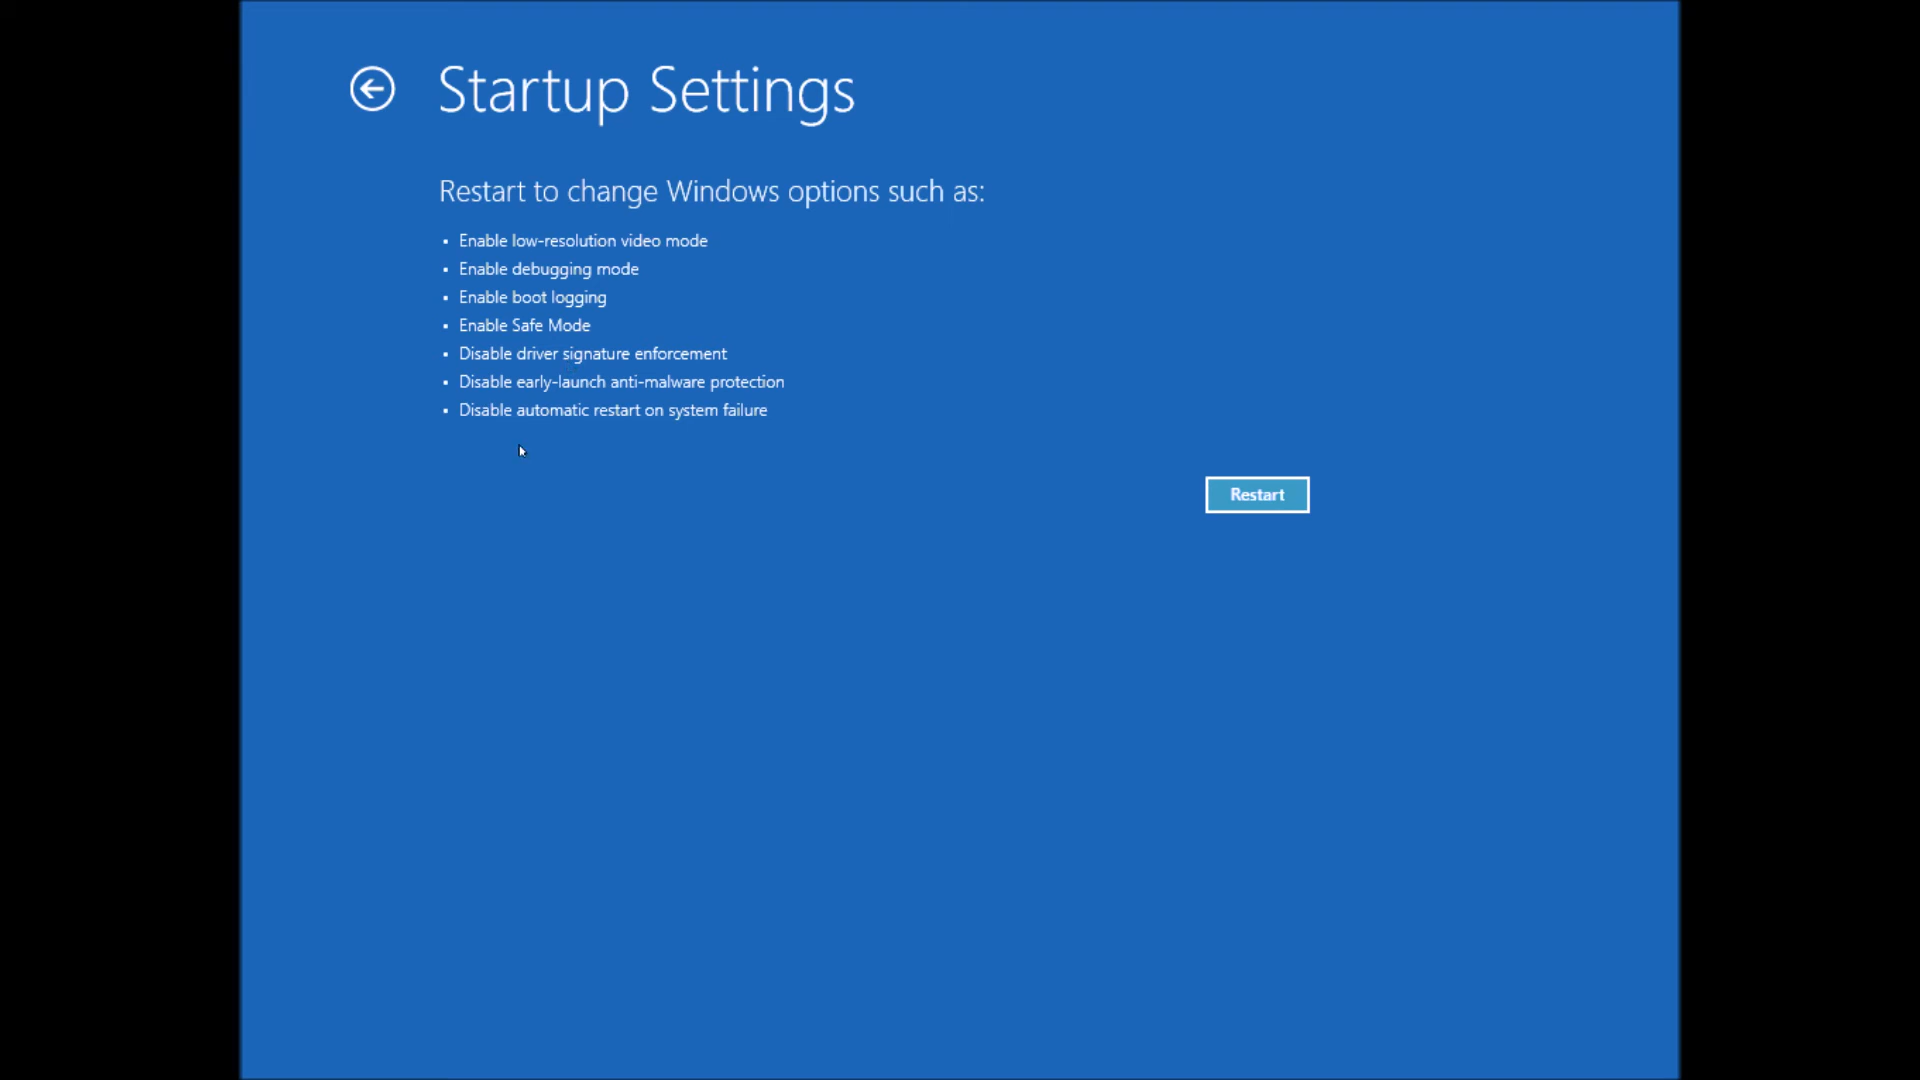 Startup Settings
Restart to change Windows options such as:
Enable low-resolution video mode
Enable debugging mode
Enable boot logging
Enable Safe Mode
Disable driver signature enforcement
Disable early-launch anti-malware protection
Disable automatic restart on system failure
Restart